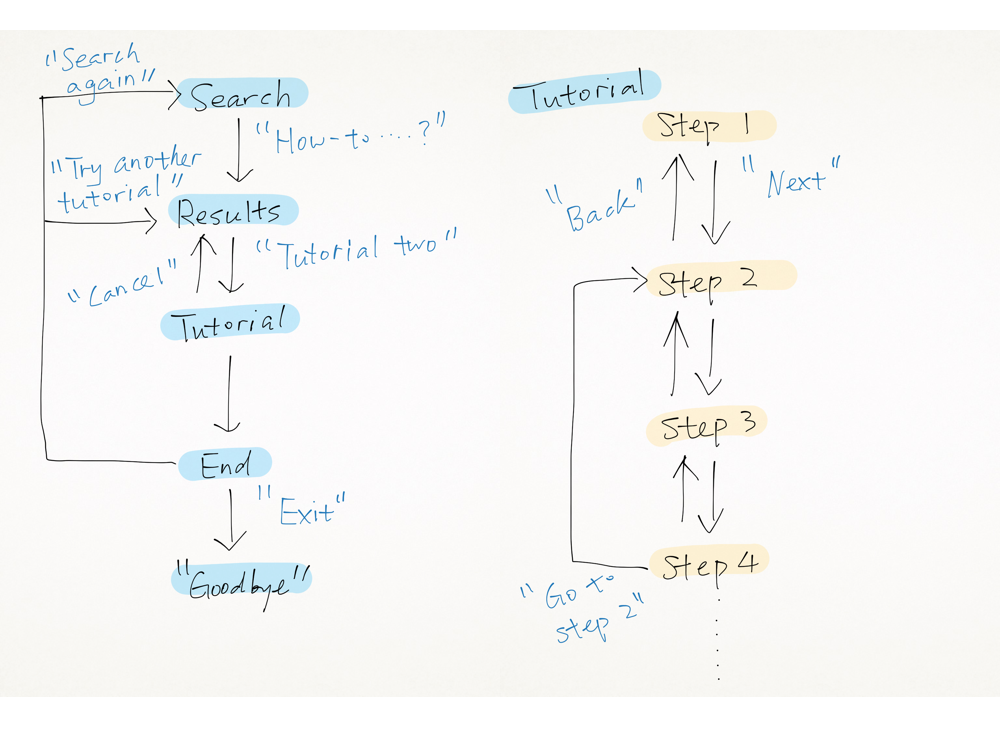 "Search
again"
Search
"How-to ....?"
"Try another
tutorial"
Results
"Cancel"
"Tutorial two"
Tutorial
End
"Exit"
"Goodbye"
Tutorial
Step 1
"Back"
"Next"
Step 2
Step 3
Step 4
"Go to
step 2"